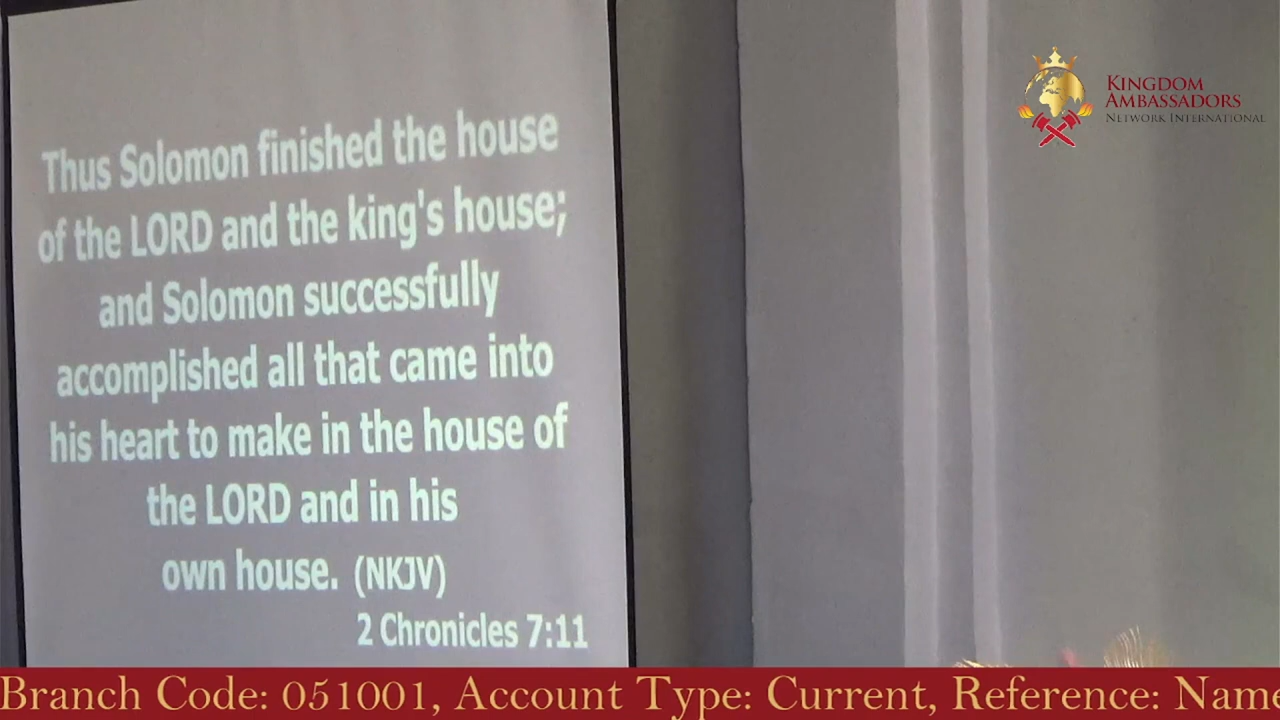 Thus Solomon finished the house
of the LORD and the king's house;
and Solomon successfully
accomplished all that came into
his heart to make in the house of
the LORD and in his
own house. (NKJV)
2 Chronicles 7:11
KINGDOM
AMBASSADORS
NETWORK INTERNATIONAL
Branch Code: 051001, Account Type: Current, Reference: Name